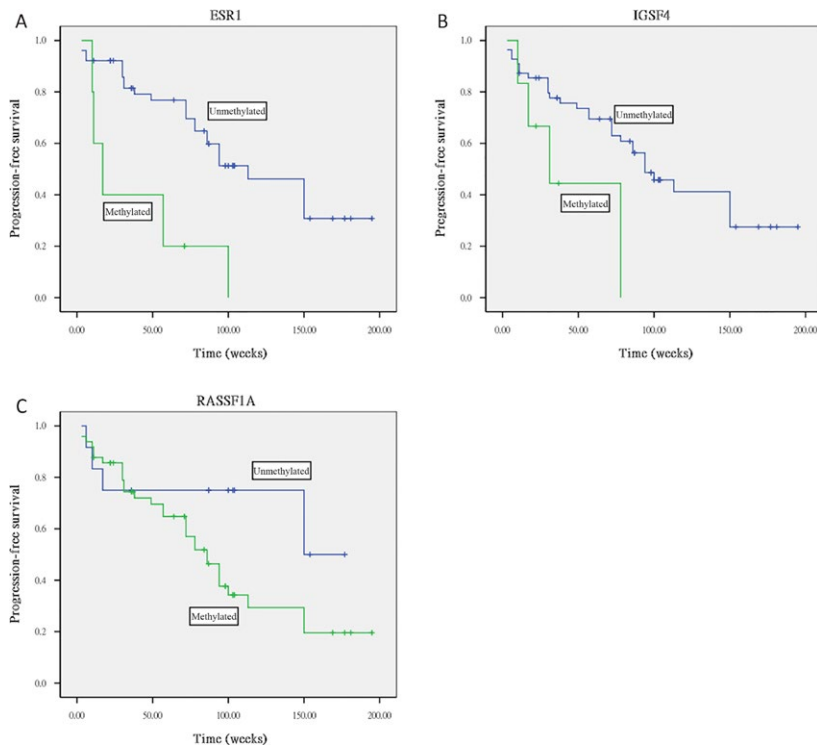 A
ESR1
Progression-free survival
1.0
0.8
0.6
0.4
0.2
0.0
Unmethylated
Methylated
0.00
50.00
100.00
150.00
200.00
Time (weeks)
B
IGSF4
Pregression-free survival
1.0
0.8
0.6
0.4
0.2
0.0
Unmethylated
Methylated
0.00
50.00
100.00
150.00
200.00
Time (weeks)
C
RASSF1A
Progression-free survival
1.0
0.8
0.6
0.4
0.2
0.0
Unmethylated
Methylated
0.00
50.00
100.00
150.00
200.00
Time (weeks)